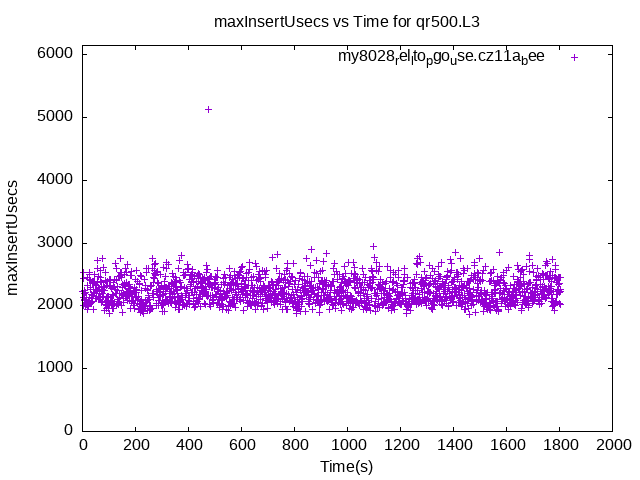 maxInsertUsecs vs Time for qr500.L3
my8028relltopgouse.cz11abee
6000
5000
4000
3000
2000
1000
0
maxInsertUsecs
0 200 400 600 800 1000 1200 1400 1600 1800 2000
Time(s)